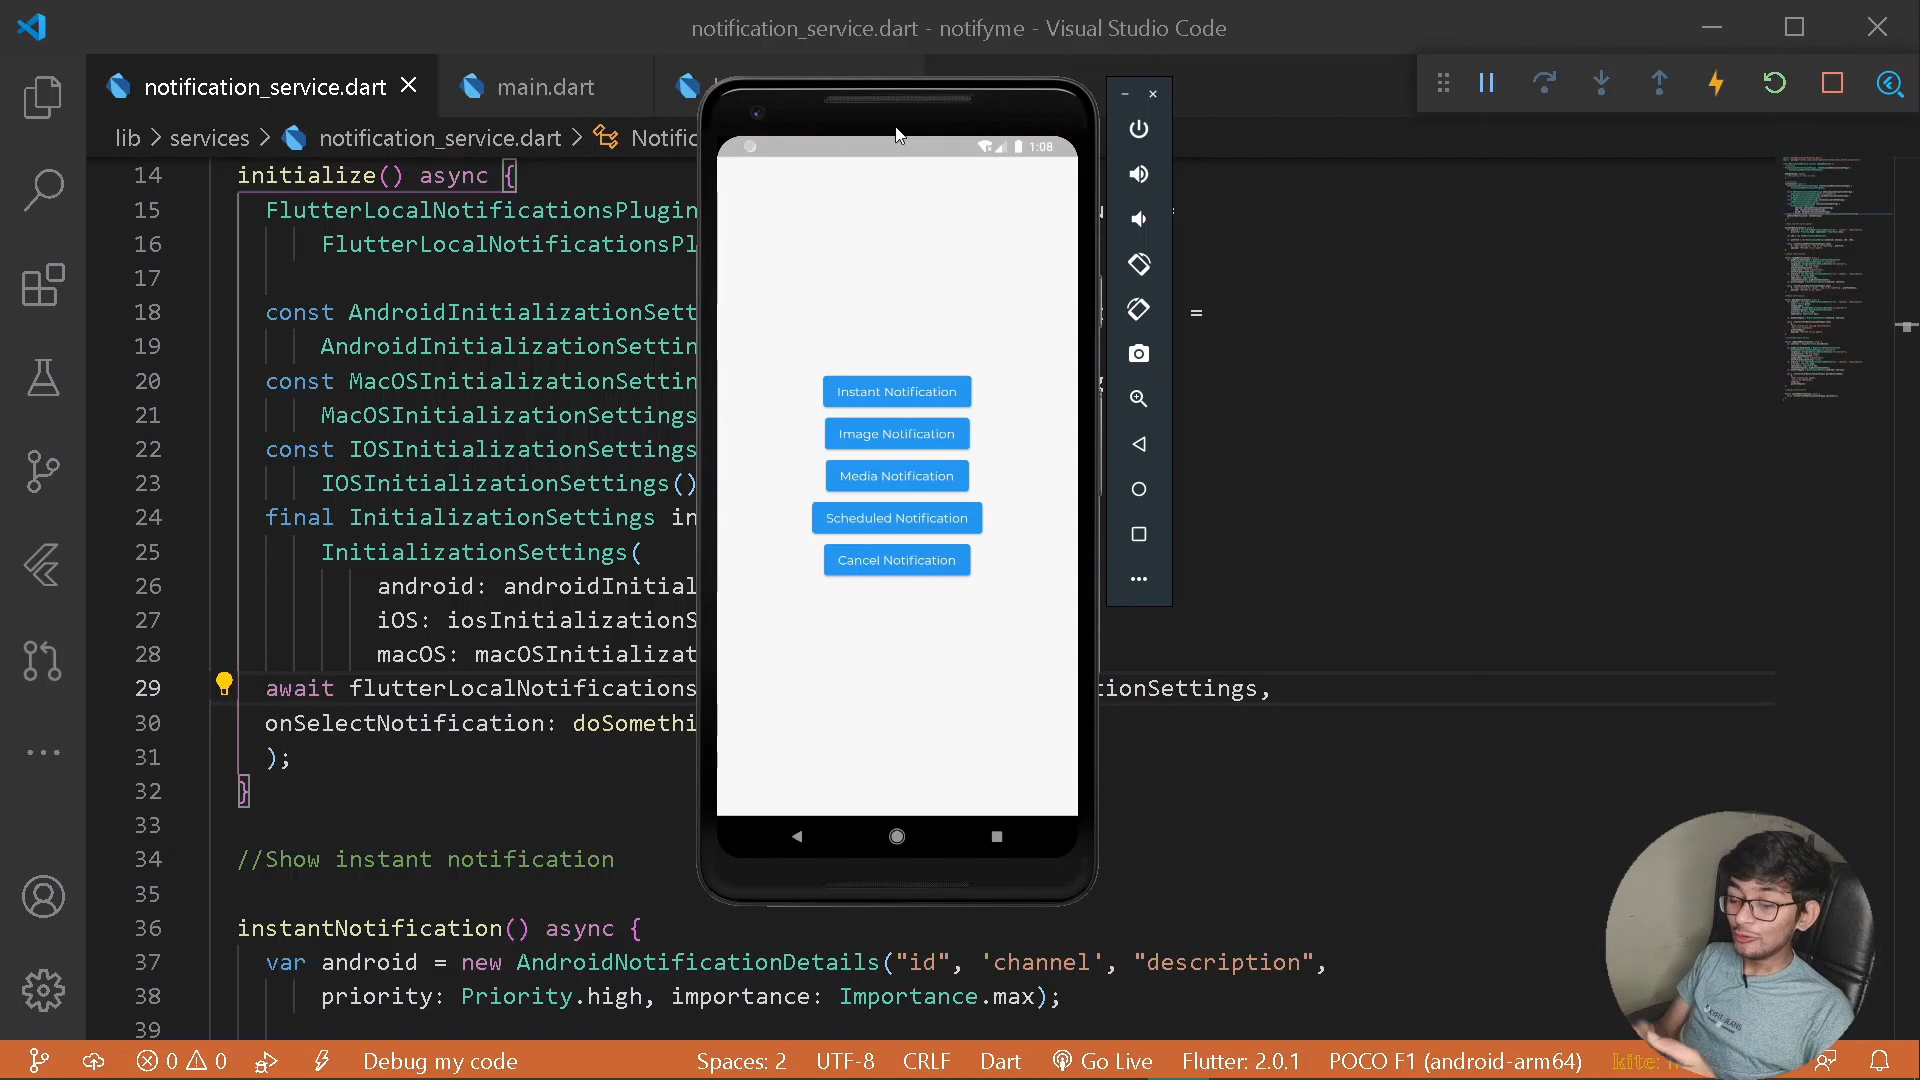 notification_service.dart - notifyme - Visual Studio Code
notification_service.dart
main.dart
lib > services > notification_service.dart > Notific
14 initialize() async {
15 FlutterLocalNotificationsPlugin
16 FlutterLocalNotificationsPl
17
18 const AndroidInitializationSett =
19 AndroidInitializationSettin
20 const MacOSInitializationSettin
21 MacOSInitializationSettings
22 const IOSInitializationSettings
23 IOSInitializationSettings()
24 final InitializationSettings in
25 InitializationSettings(
26 android: androidInitial
27 iOS: iosInitializationS
28 macOS: macOSInitializat
29 await flutterLocalNotifications tionSettings,
30 onSelectNotification: doSomethi
31 );
32 }
33
34 //Show instant notification
35
36 instantNotification() async {
37 var android = new AndroidNotificationDetails("id", 'channel', "description",
38 priority: Priority.high, importance: Importance.max);
39
1:08
Instant Notification
Image Notification
Media Notification
Scheduled Notification
Cancel Notification
0 0 Debug my code Spaces: 2 UTF-8 CRLF Dart Go Live Flutter: 2.0.1 POCO F1 (android-arm64) kite: